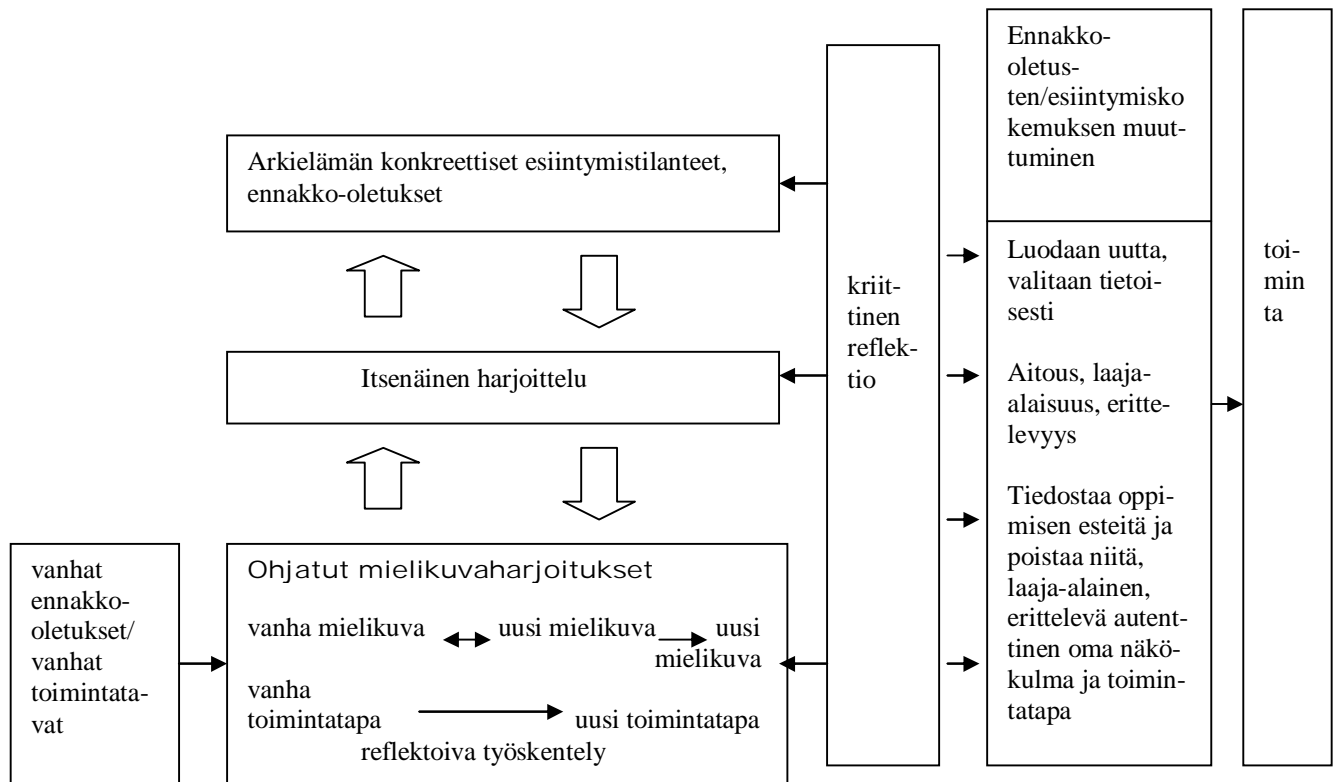 Arkielämän konkreettiset esiintymistilanteet,
ennakko-oletukset
Itsenäinen harjoittelu
vanhat
ennakko-
oletukset/
vanhat
toimintata-
vat
Ohjatut mielikuvaharjoitukset
vanha mielikuva uusi mielikuva uusi
mielikuva
vanha
toimintatapa uusi toimintatapa
reflektoiva työskentely
kriit-
tinen
reflek-
tio
Ennakko-
oletus-
ten/esiintymisko
kemuksen muut-
tuminen
Luodaan uutta,
valitaan tietoi-
sesti
Aitous, laaja-
alaisuus, eritte-
levyys
Tiedostaa oppi-
misen esteitä ja
poistaa niitä,
laaja-alainen,
erittelevä autent-
tinen oma näkö-
kulma ja toimin-
tatapa
toi-
min
ta